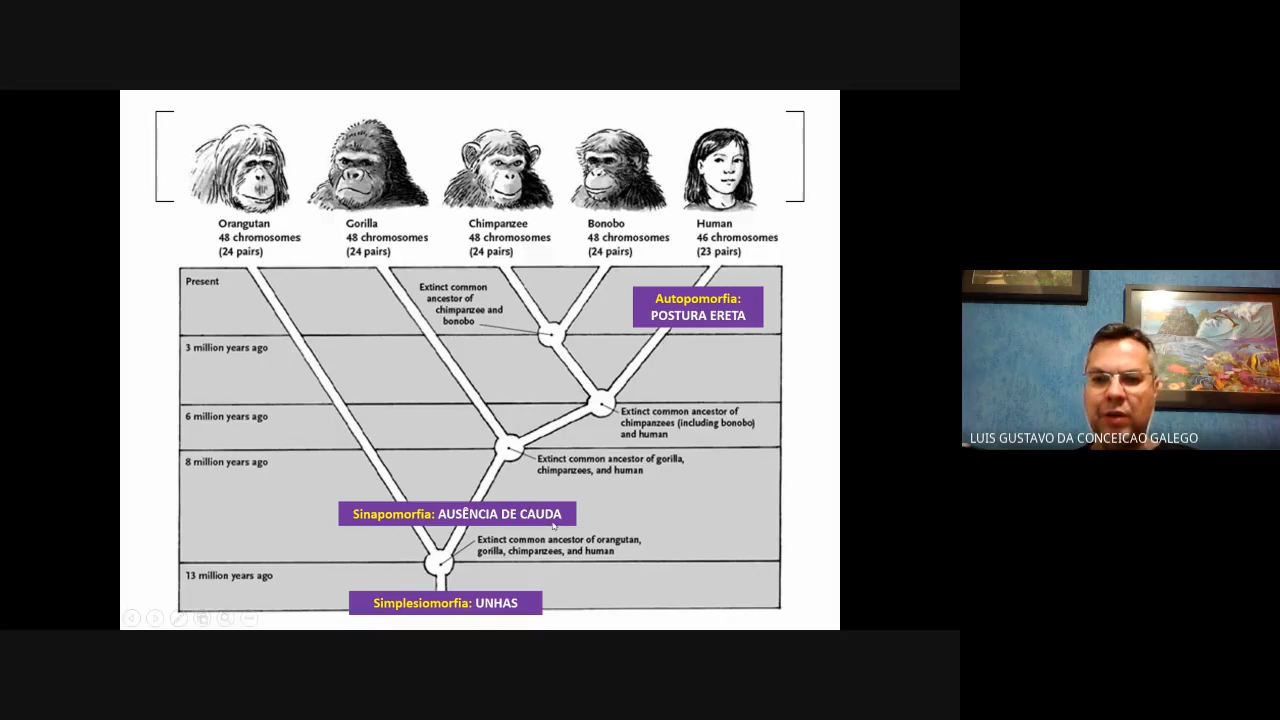 Orangutan
48 chromosomes
(24 pairs)
Gorilla
48 chromosomes
(24 pairs)
Chimpanzee
48 chromosomes
(24 pairs)
Bonobo
48 chromosomes
(24 pairs)
Human
46 chromosomes
(23 pairs)
Present
Extinct common
ancestor of
chimpanzee and
bonobo
Autopomorfia:
POSTURA ERETA
3 million years ago
6 million years ago
Extinct common ancestor of
chimpanzees (including bonobo)
and human
8 million years ago
Extinct common ancestor of gorilla,
chimpanzees, and human
Sinapomorfia: AUSÊNCIA DE CAUDA
Extinct common ancestor of orangutan,
gorilla, chimpanzees, and human
13 million years ago
Simplesiomorfia: UNHAS
LUIS GUSTAVO DA CONCEICAO GALEGO